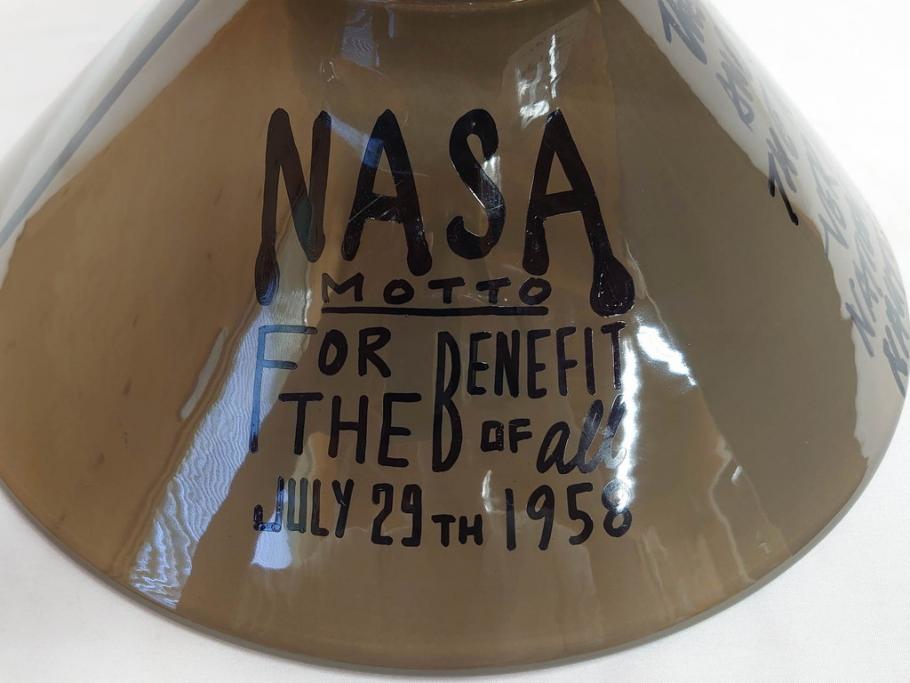 NASA
MOTTO
FOR BENEFIT
THE OF all
JULY 29TH 1958